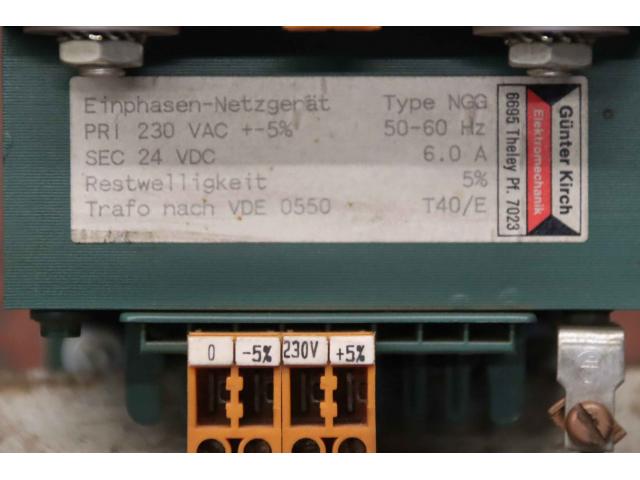 Einphasen-Netzgerät Type NGG
PRI 230 VAC +-5% 50-60 Hz
SEC 24 VDC 6.0 A
Restwelligkeit 5%
Trafo nach VDE 0550 T40/E
Günter Kirch
Elektromechanik
6695 Theley Pf. 7023
0 -5% 230V +5%